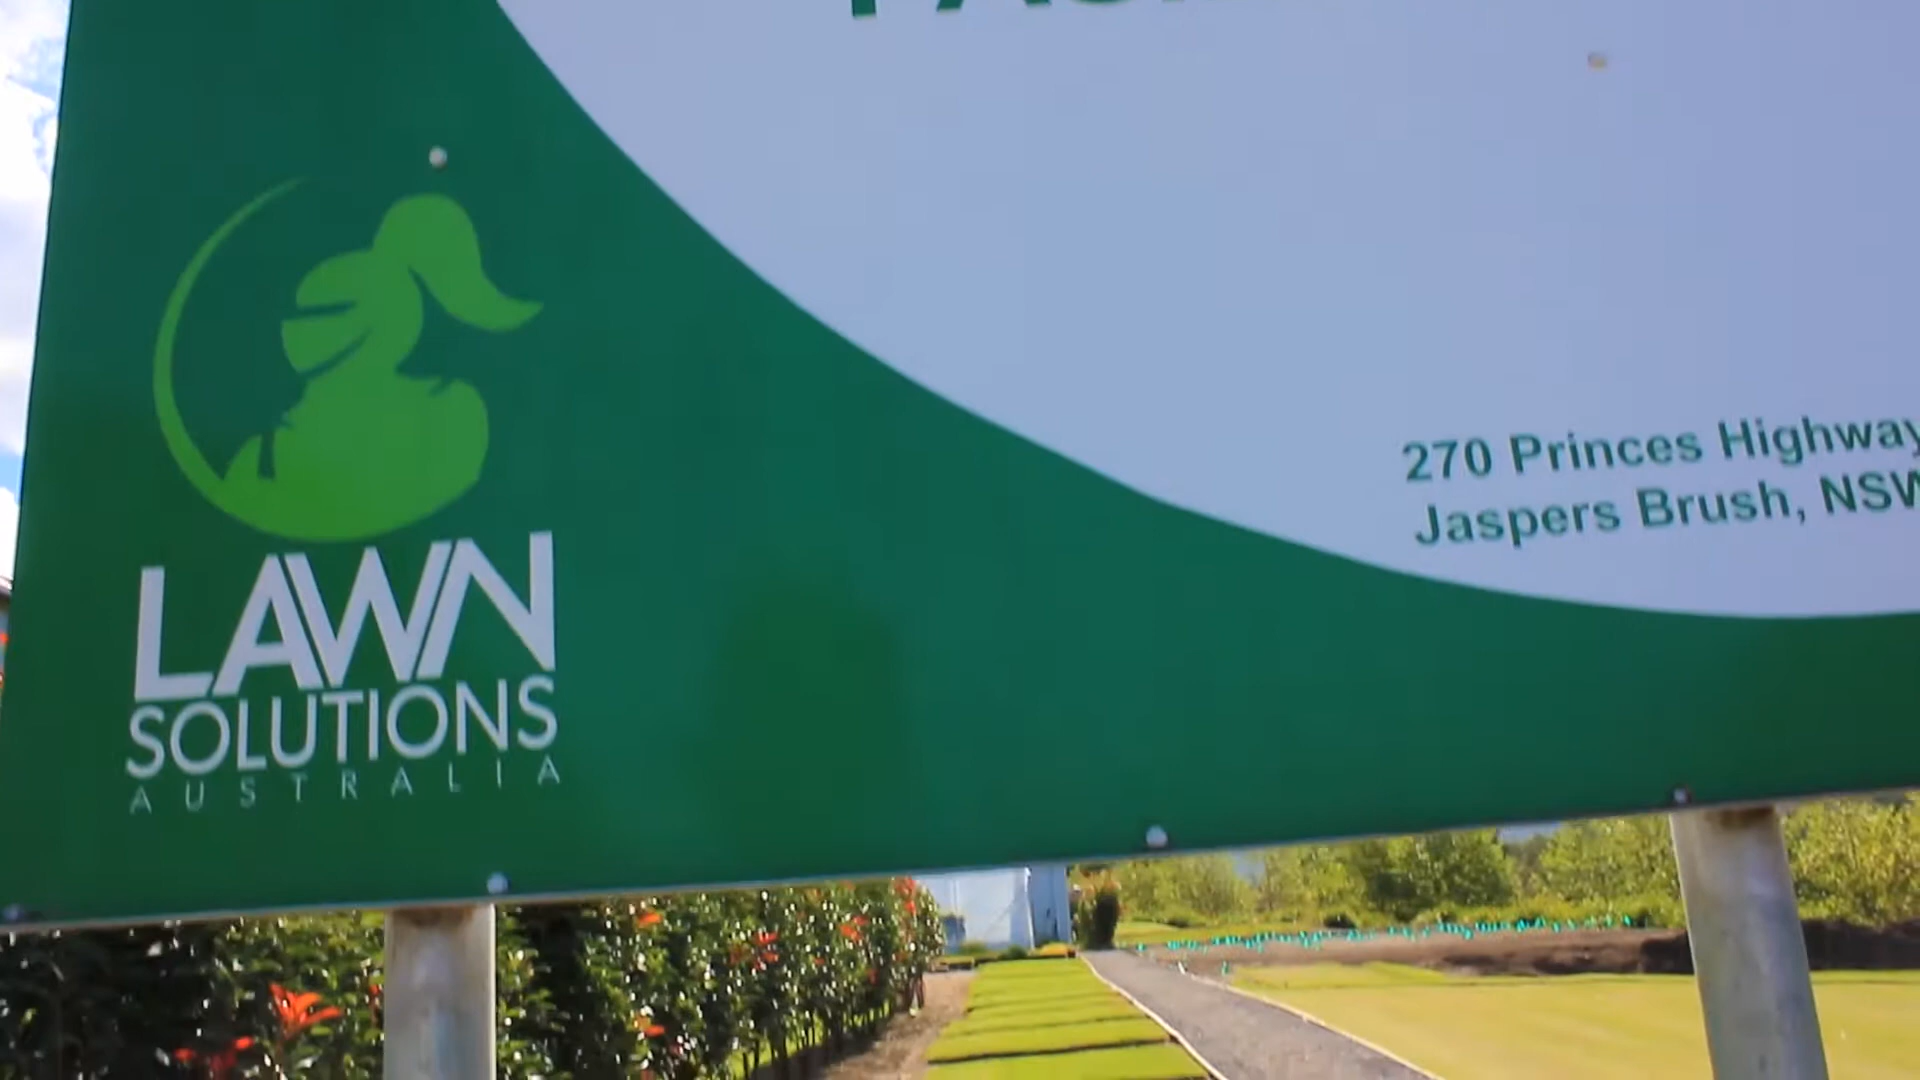 LAWN
SOLUTIONS
AUSTRALIA
270 Princes Highway
Jaspers Brush, NSW